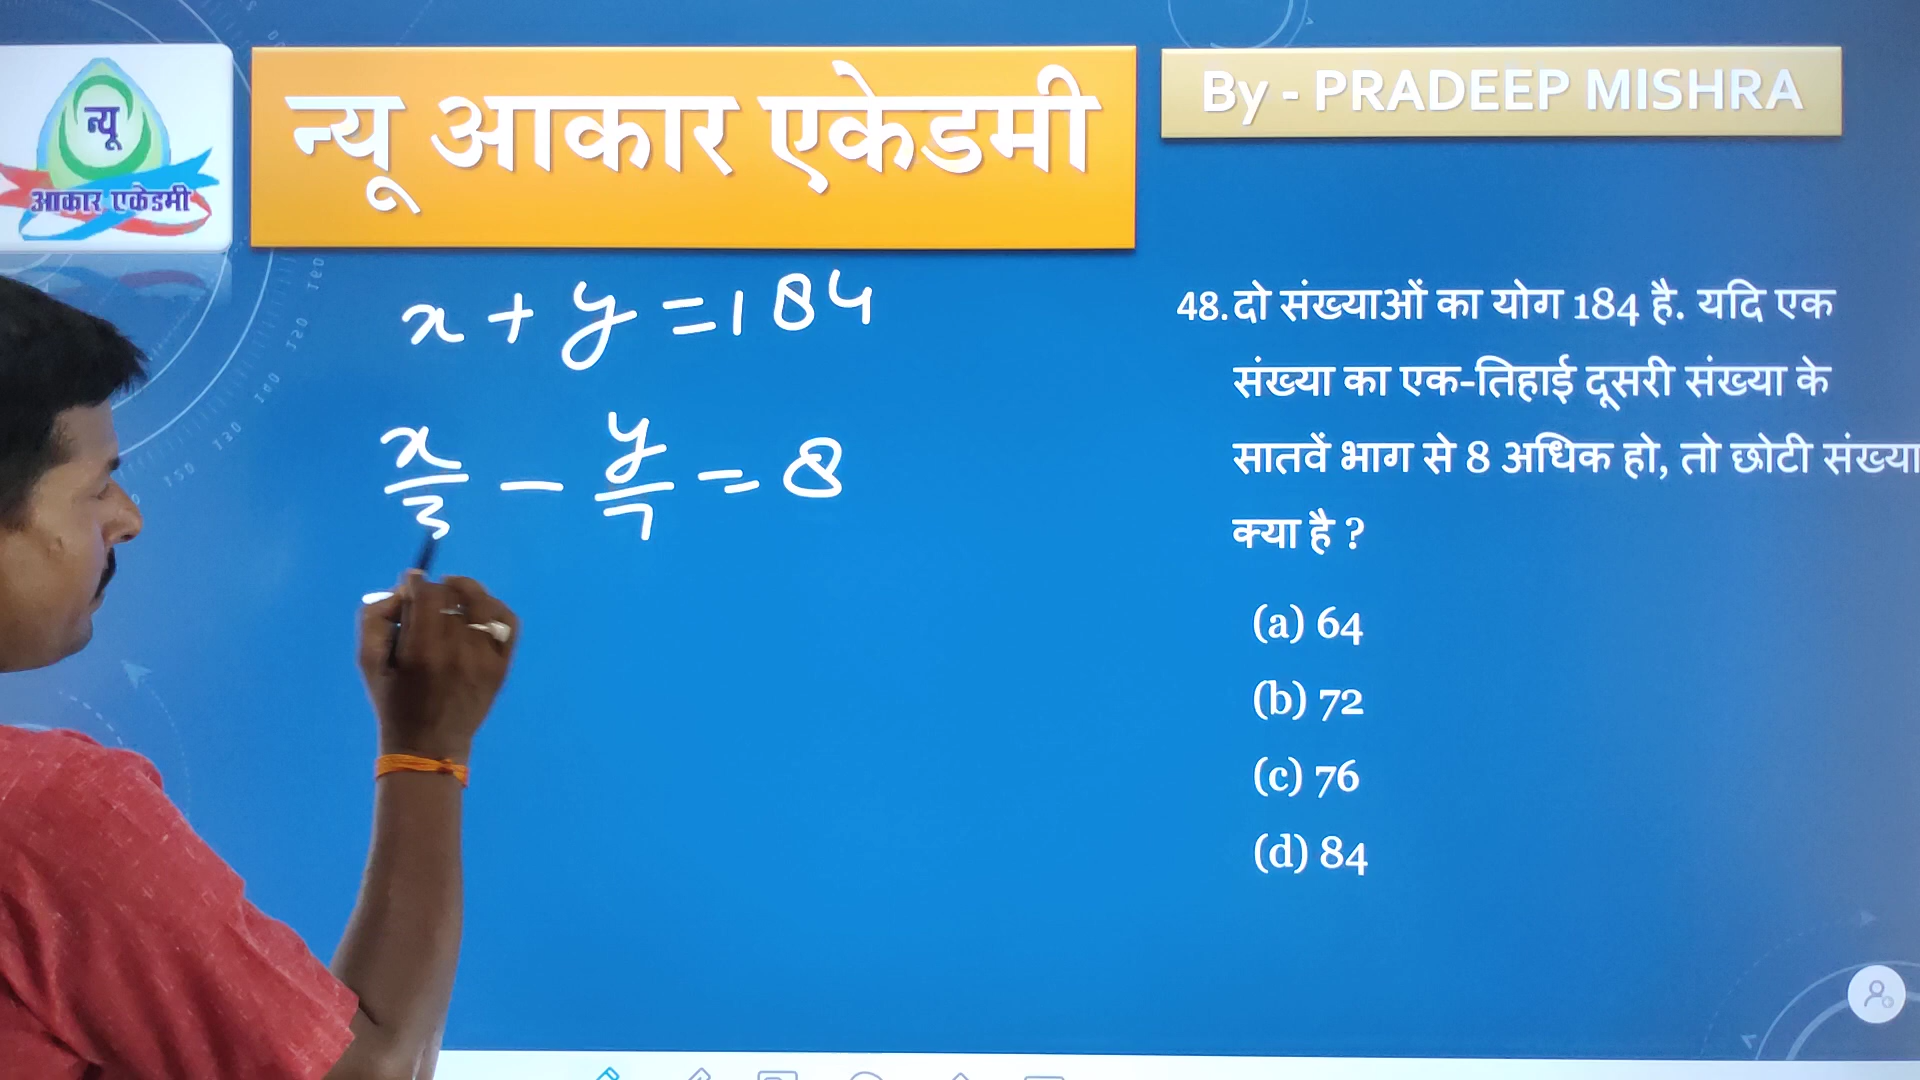 न्यू
आकार एकेडमी
न्यू आकार एकेडमी
By - PRADEEP MISHRA
x + y = 184
x/3 - y/7 = 8
48. दो संख्याओं का योग 184 है. यदि एक
संख्या का एक-तिहाई दूसरी संख्या के
सातवें भाग से 8 अधिक हो, तो छोटी संख्या
क्या है ?
(a) 64
(b) 72
(c) 76
(d) 84